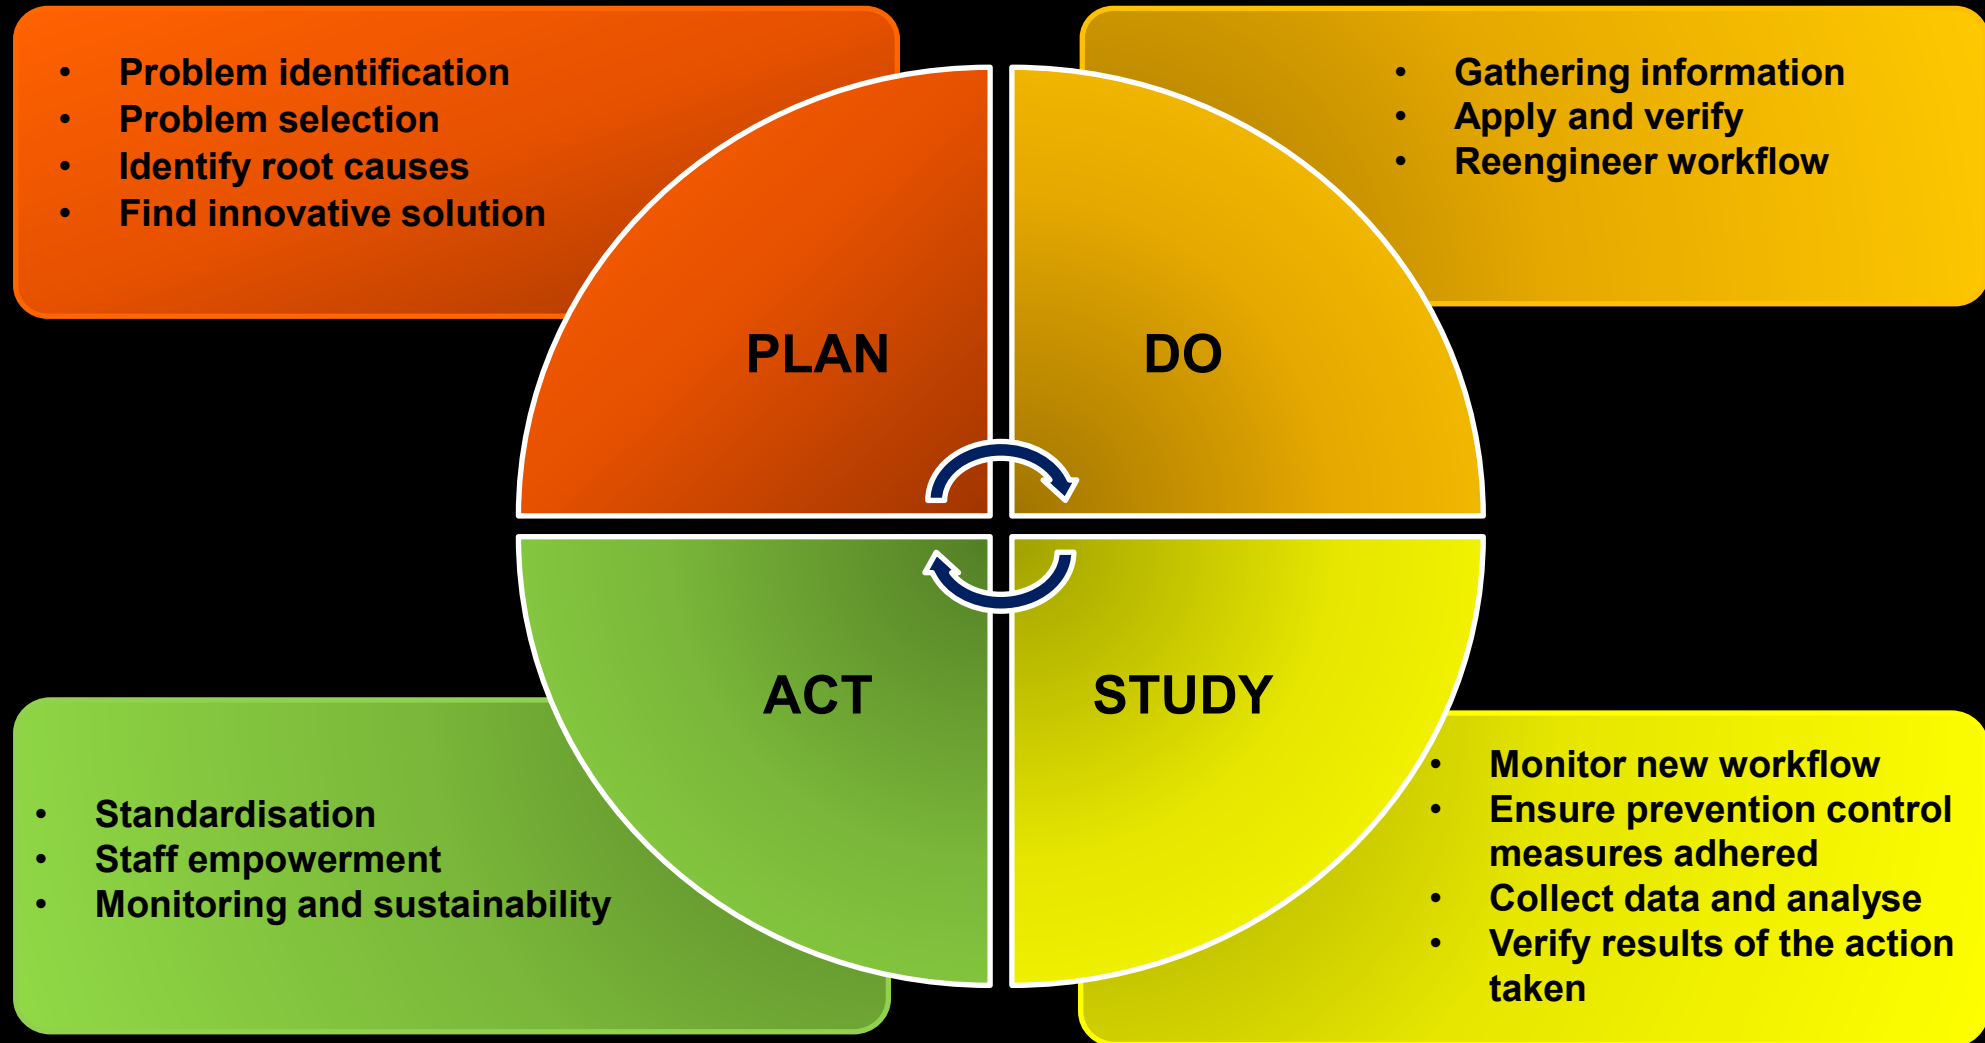 • Problem identification
• Problem selection
• Identify root causes
• Find innovative solution
• Gathering information
• Apply and verify
• Reengineer workflow
PLAN
DO
ACT
STUDY
• Standardisation
• Staff empowerment
• Monitoring and sustainability
• Monitor new workflow
• Ensure prevention control
measures adhered
• Collect data and analyse
• Verify results of the action
taken